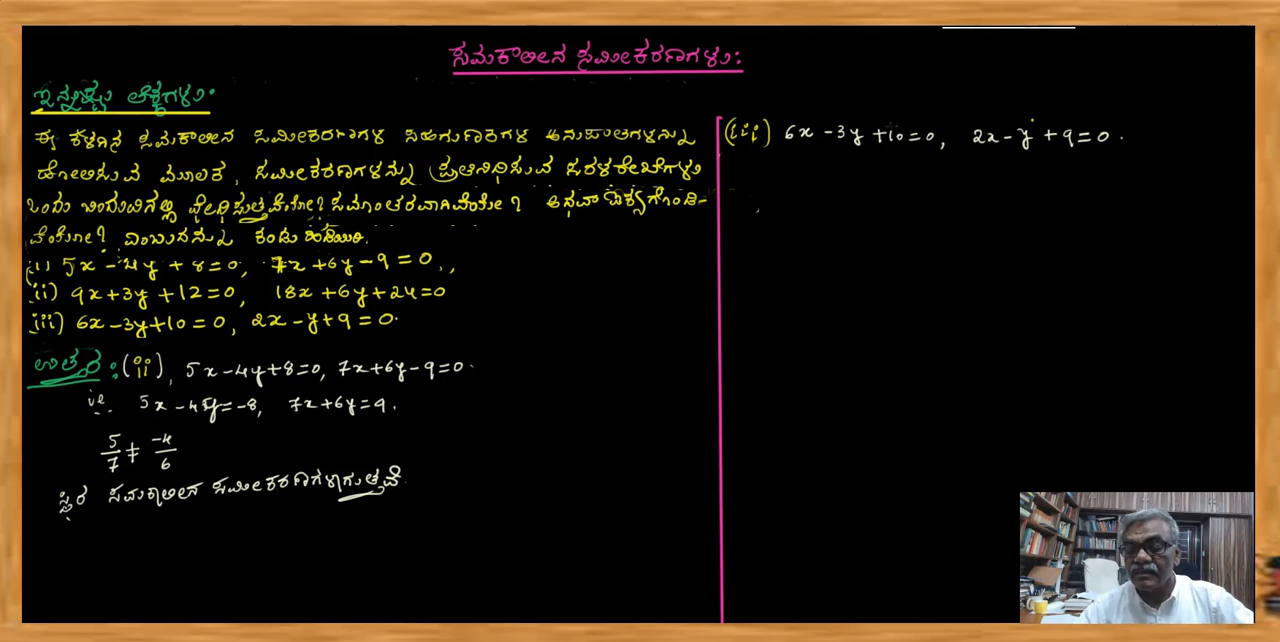 ಸಮಕಾಲೀನ ಸಮೀಕರಣಗಳು:
ಇನ್ನಷ್ಟು ಲೆಕ್ಕಗಳು:
ಈ ಕೆಳಗಿನ ಸಮಕಾಲೀನ ಸಮೀಕರಣಗಳ ಸಹಗುಣಕಗಳ ಅನುಪಾತಗಳನ್ನು
ಹೋಲಿಸುವ ಮೂಲಕ, ಸಮೀಕರಣಗಳನ್ನು ಪ್ರತಿನಿಧಿಸುವ ಸರಳರೇಖೆಗಳು
ಒಂದು ಬಿಂದುವಿನಲ್ಲಿ ಛೇದಿಸುತ್ತವೆಯೇ? ಸಮಾಂತರವಾಗಿವೆಯೇ? ಅಥವಾ ಐಕ್ಯಗೊಂಡಿ-
ವೆಯೇ? ಎಂಬುದನ್ನು ಕಂಡು ಹಿಡಿಯಿರಿ.
(i) 5x - 4y + 8 = 0, 7x + 6y - 9 = 0,
(ii) 9x + 3y + 12 = 0, 18x + 6y + 24 = 0
(iii) 6x - 3y + 10 = 0, 2x - y + 9 = 0.
ಉತ್ತರ: (ii), 5x - 4y + 8 = 0, 7x + 6y - 9 = 0.
ie. 5x - 4y = -8, 7x + 6y = 9.
5/7 ≠ -4/6
ಸ್ಥಿರ ಸಮಕಾಲೀನ ಸಮೀಕರಣಗಳಾಗುತ್ತವೆ.
(iii) 6x - 3y + 10 = 0, 2x - y + 9 = 0.